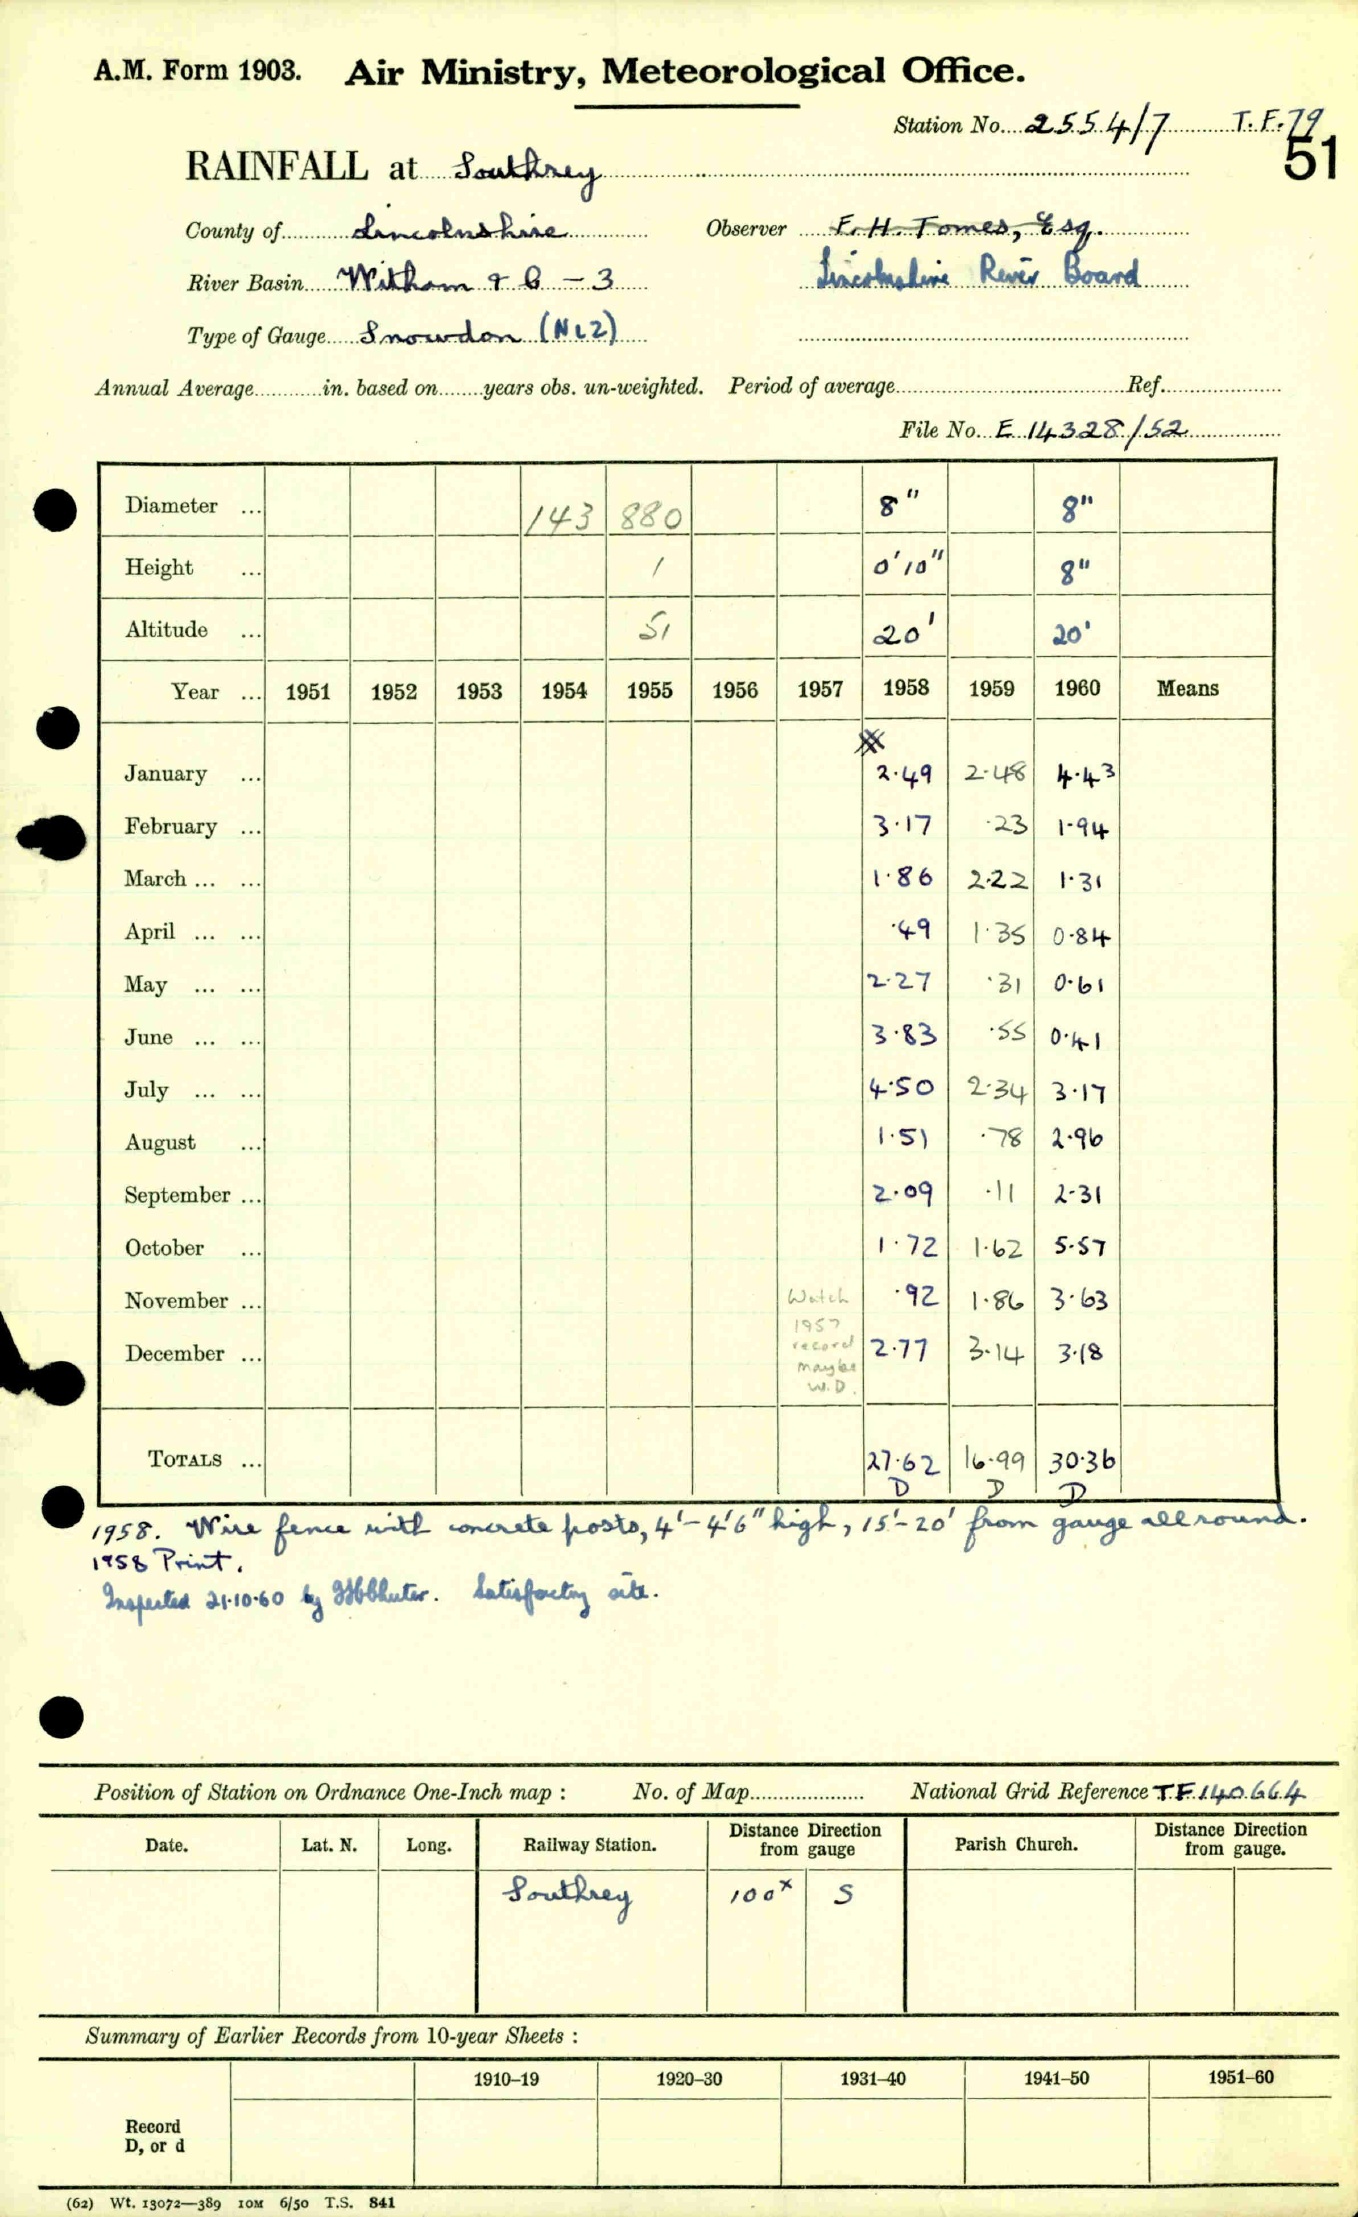 A.M. Form 1903. Air Ministry, Meteorological Office.
Station No. 2554/7 T.F.79
51
RAINFALL at Southrey
County of Lincolnshire Observer F. H. Tomes, Esq.
River Basin Witham & C - 3 Lincolnshire River Board
Type of Gauge Snowdon (NL2)
Annual Average in. based on years obs. un-weighted. Period of average Ref.
File No. E 14328/52
Diameter ... 143 880 8" 8"
Height ... 1 0'10" 8"
Altitude ... 51 20' 20'
Year ... 1951 1952 1953 1954 1955 1956 1957 1958 1959 1960 Means
January ... 2.49 2.48 4.43
February ... 3.17 .23 1.94
March ... ... 1.86 2.22 1.31
April ... ... .49 1.35 0.84
May ... ... 2.27 .31 0.61
June ... ... 3.83 .55 0.41
July ... ... 4.50 2.34 3.17
August ... 1.51 .78 2.96
September ... 2.09 .11 2.31
October ... 1.72 1.62 5.57
November ... Watch .92 1.86 3.63
1957
December ... record 2.77 3.14 3.18
maybe
W.D.
TOTALS ... 27.62 16.99 30.36
D D D
1958. Wire fence with concrete posts, 4'-4'6" high, 15'-20' from gauge all round.
1958 Print.
Inspected 21.10.60 by Satisfactory site.
Position of Station on Ordnance One-Inch map : No. of Map National Grid Reference TF 140664
Date. Lat. N. Long. Railway Station. Distance Direction from gauge Parish Church. Distance Direction from gauge.
Southrey 100x S
Summary of Earlier Records from 10-year Sheets :
1910-19 1920-30 1931-40 1941-50 1951-60
Record
D, or d
(62) Wt. 13072—389 10M 6/50 T.S. 841